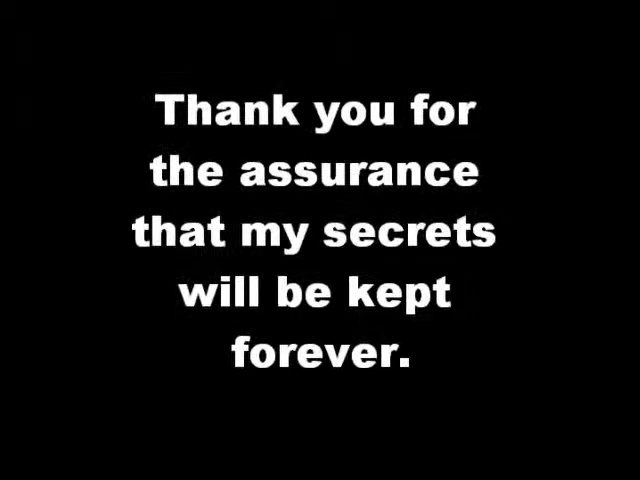 Thank you for
the assurance
that my secrets
will be kept
forever.